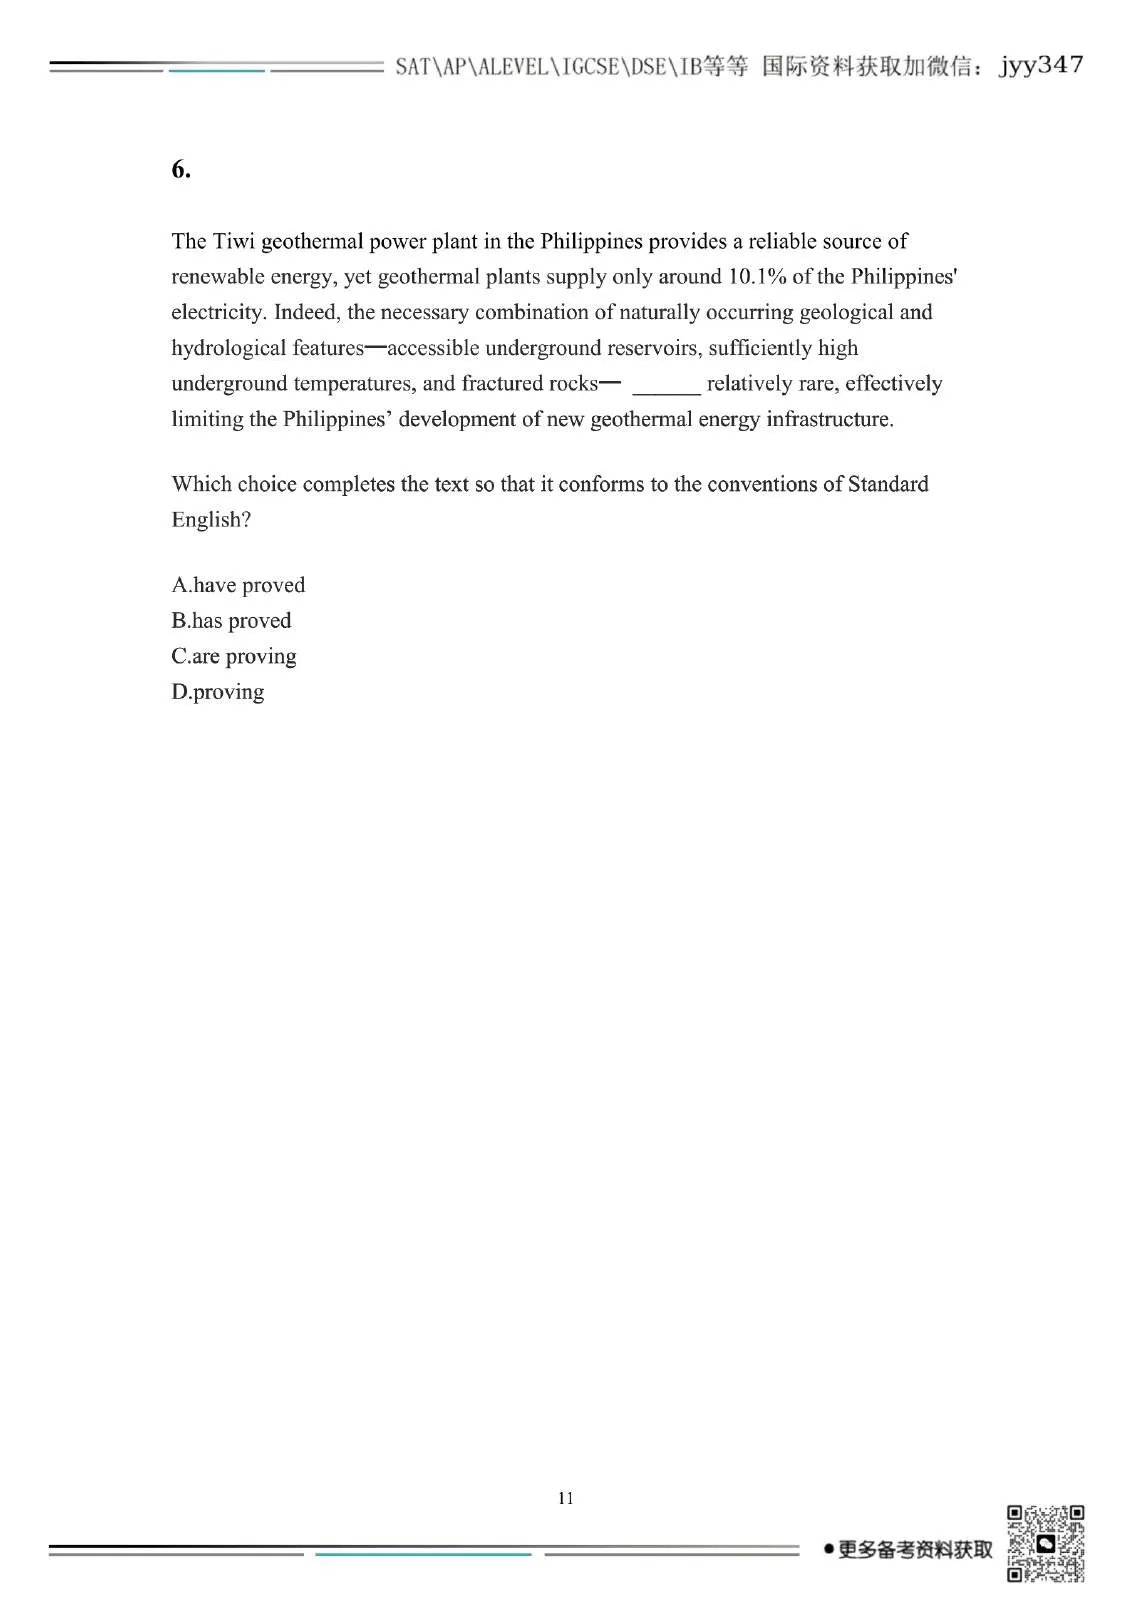 SAT\AP\ALEVEL\IGCSE\DSE\IB等等 国际资料获取加微信： jyy347
6.
The Tiwi geothermal power plant in the Philippines provides a reliable source of
renewable energy, yet geothermal plants supply only around 10.1% of the Philippines'
electricity. Indeed, the necessary combination of naturally occurring geological and
hydrological features—accessible underground reservoirs, sufficiently high
underground temperatures, and fractured rocks— ______ relatively rare, effectively
limiting the Philippines’ development of new geothermal energy infrastructure.
Which choice completes the text so that it conforms to the conventions of Standard
English?
A.have proved
B.has proved
C.are proving
D.proving
11
●更多备考资料获取